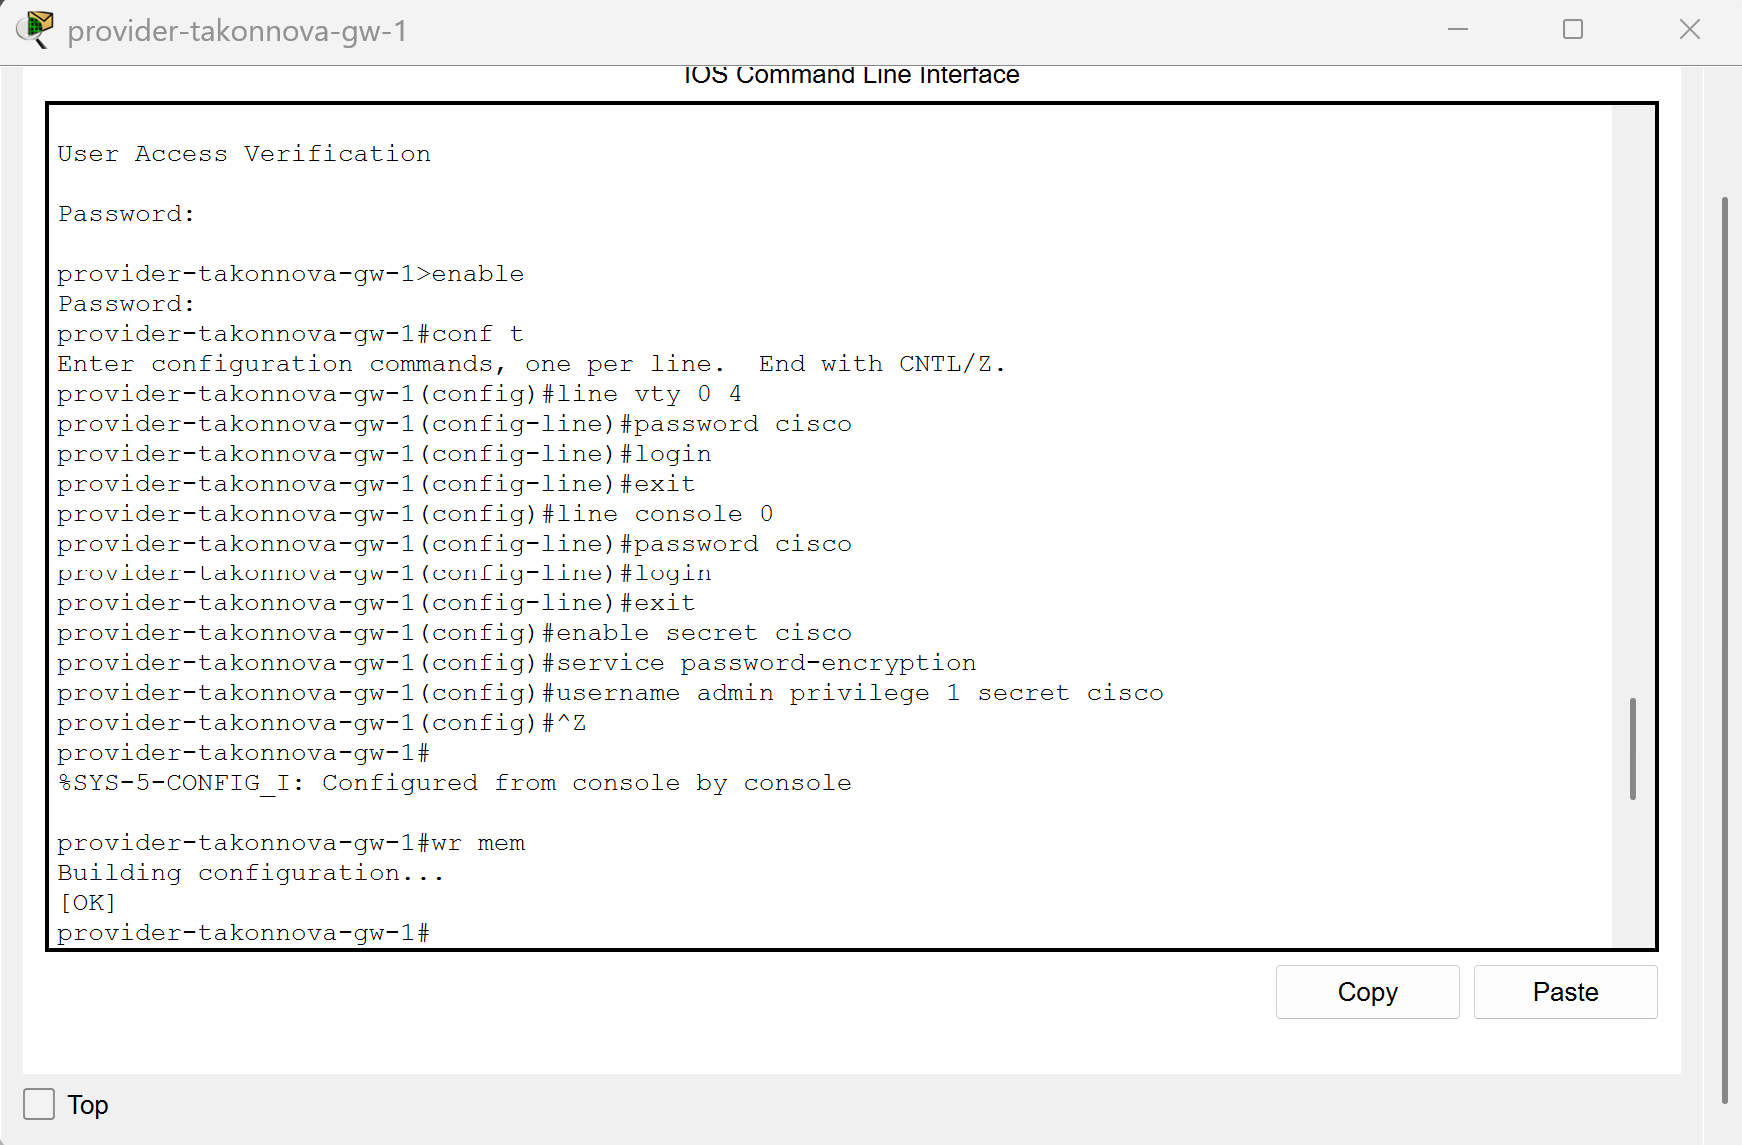 provider-takonnova-gw-1
IOS Command Line Interface
User Access Verification
Password:
provider-takonnova-gw-1>enable
Password:
provider-takonnova-gw-1#conf t
Enter configuration commands, one per line.  End with CNTL/Z.
provider-takonnova-gw-1(config)#line vty 0 4
provider-takonnova-gw-1(config-line)#password cisco
provider-takonnova-gw-1(config-line)#login
provider-takonnova-gw-1(config-line)#exit
provider-takonnova-gw-1(config)#line console 0
provider-takonnova-gw-1(config-line)#password cisco
provider-takonnova-gw-1(config-line)#login
provider-takonnova-gw-1(config-line)#exit
provider-takonnova-gw-1(config)#enable secret cisco
provider-takonnova-gw-1(config)#service password-encryption
provider-takonnova-gw-1(config)#username admin privilege 1 secret cisco
provider-takonnova-gw-1(config)#^Z
provider-takonnova-gw-1#
%SYS-5-CONFIG_I: Configured from console by console
provider-takonnova-gw-1#wr mem
Building configuration...
[OK]
provider-takonnova-gw-1#
Copy Paste
Top